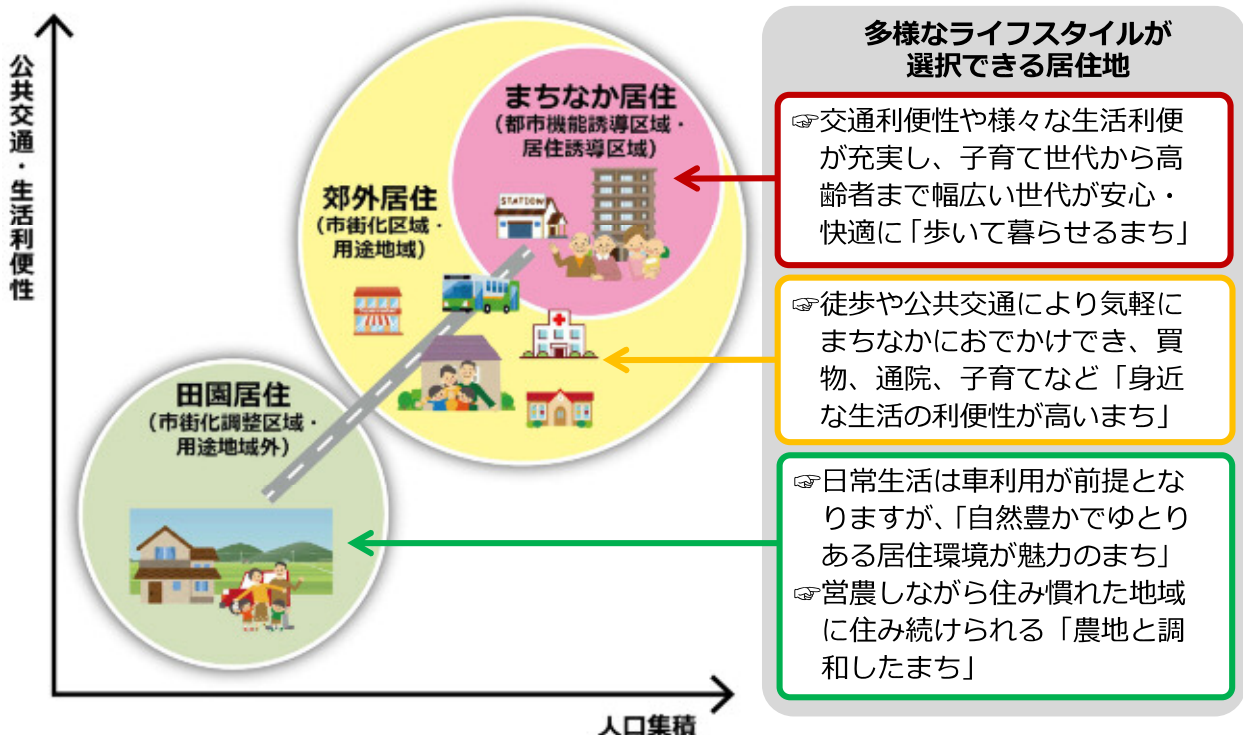 公共交通・生活利便性
まちなか居住
(都市機能誘導区域・
居住誘導区域)
STATION
郊外居住
(市街化区域・
用途地域)
田園居住
(市街化調整区域・
用途地域外)
人口集積
多様なライフスタイルが
選択できる居住地
☞交通利便性や様々な生活利便
が充実し、子育て世代から高
齢者まで幅広い世代が安心・
快適に「歩いて暮らせるまち」
☞徒歩や公共交通により気軽に
まちなかにおでかけでき、買
物、通院、子育てなど「身近
な生活の利便性が高いまち」
☞日常生活は車利用が前提とな
りますが、「自然豊かでゆとり
ある居住環境が魅力のまち」
☞営農しながら住み慣れた地域
に住み続けられる「農地と調
和したまち」